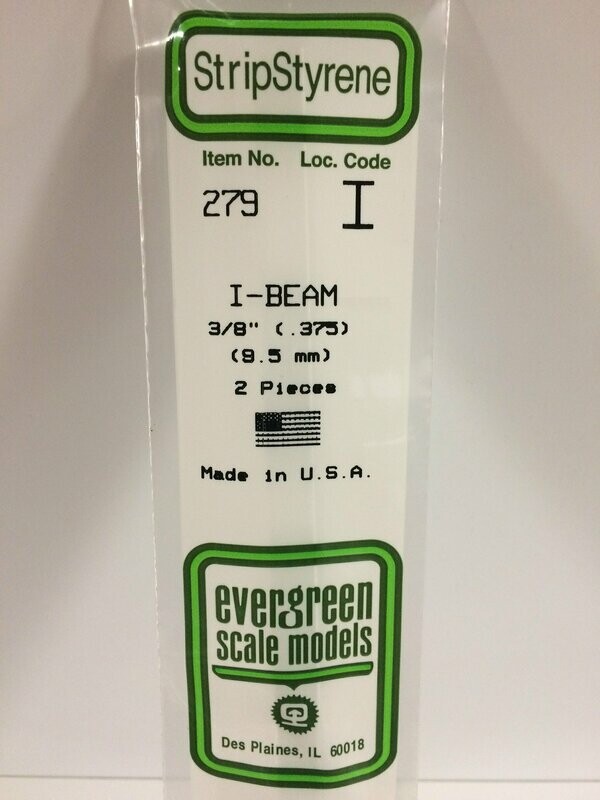 StripStyrene
Item No. Loc. Code
279 I
I-BEAM
3/8" (.375)
(9.5 mm)
2 Pieces
Made in U.S.A.
evergreen
scale models
Des Plaines, IL 60018